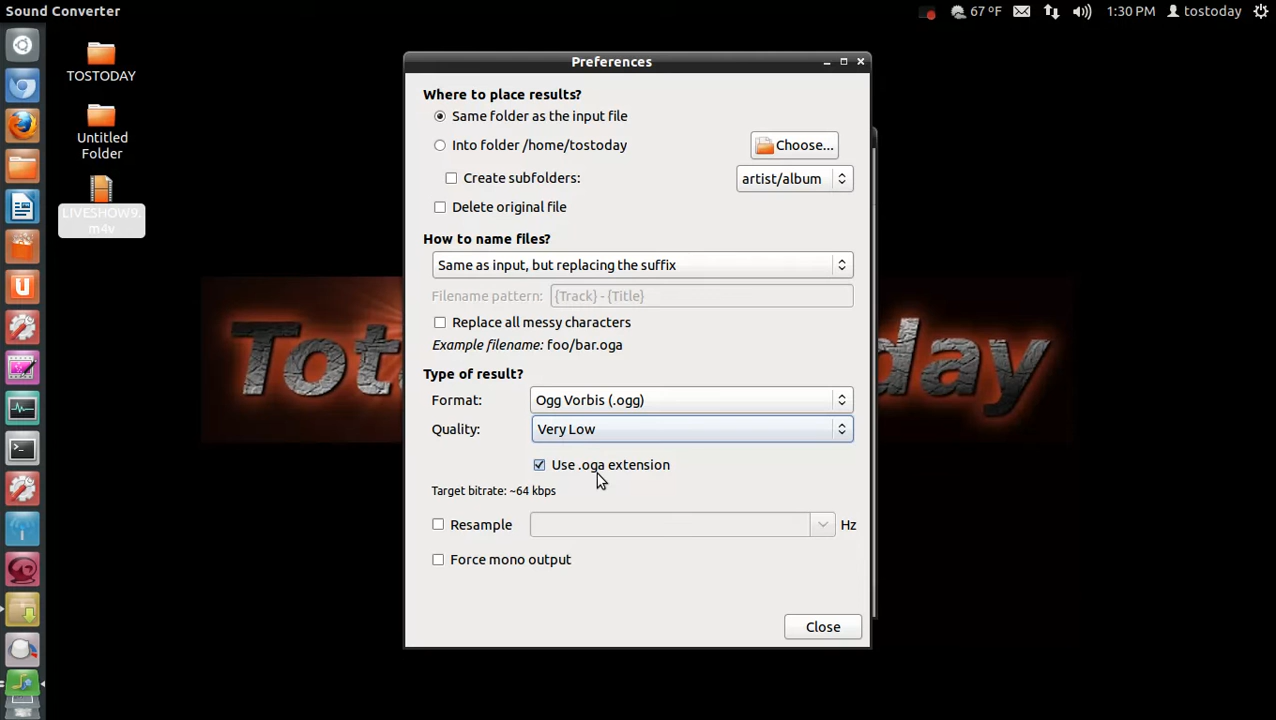 Sound Converter
67 °F
1:30 PM
tostoday
TOSTODAY
Untitled
Folder
LIVESHOW9.
m4v
Preferences
Where to place results?
Same folder as the input file
Into folder /home/tostoday
Choose...
Create subfolders:
artist/album
Delete original file
How to name files?
Same as input, but replacing the suffix
Filename pattern:
{Track} - {Title}
Replace all messy characters
Example filename: foo/bar.oga
Type of result?
Format:
Ogg Vorbis (.ogg)
Quality:
Very Low
Use .oga extension
Target bitrate: ~64 kbps
Resample
Hz
Force mono output
Close
Tos
day